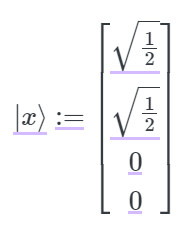 |x⟩ := [√(1/2)
√(1/2)
0
0]